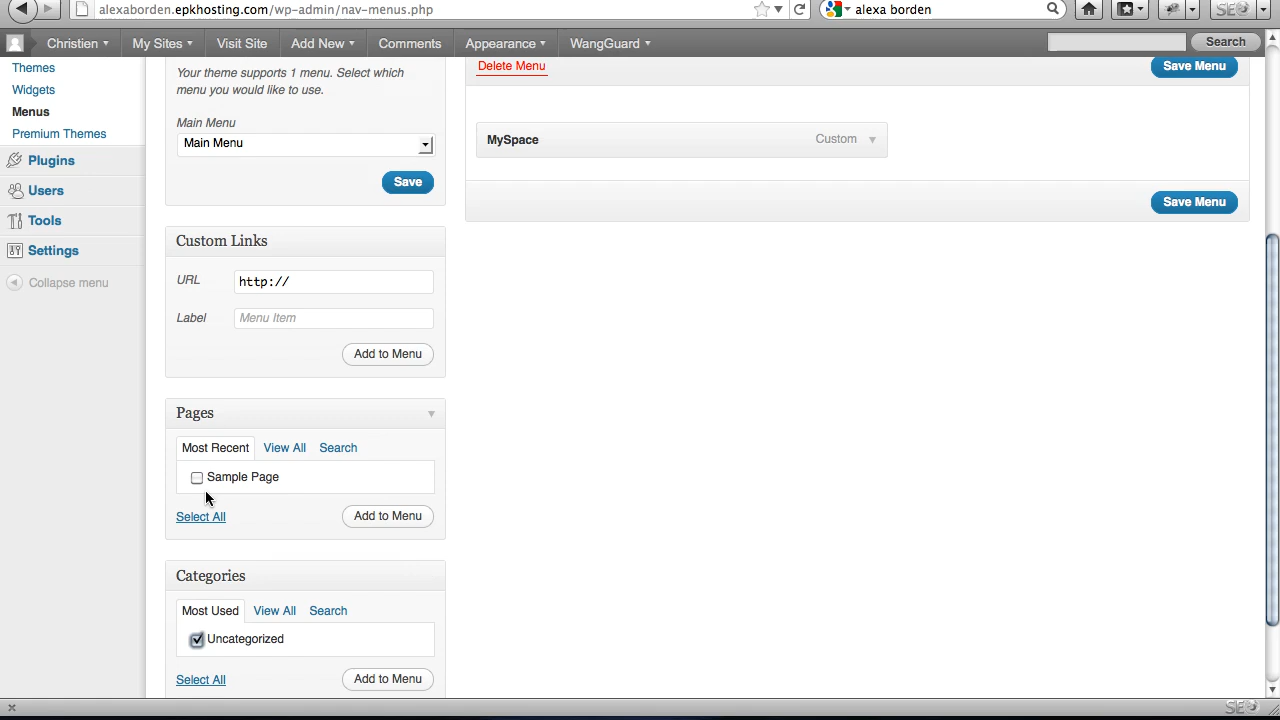 alexaborden.epkhosting.com/wp-admin/nav-menus.php
alexa borden
SEO
Christien
My Sites
Visit Site
Add New
Comments
Appearance
WangGuard
Search
Themes
Widgets
Menus
Premium Themes
Plugins
Users
Tools
Settings
Collapse menu
Your theme supports 1 menu. Select which
menu you would like to use.
Main Menu
Main Menu
Save
Custom Links
URL http://
Label Menu Item
Add to Menu
Pages
Most Recent View All Search
Sample Page
Select All Add to Menu
Categories
Most Used View All Search
Uncategorized
Select All Add to Menu
Delete Menu Save Menu
MySpace Custom
Save Menu
SEO